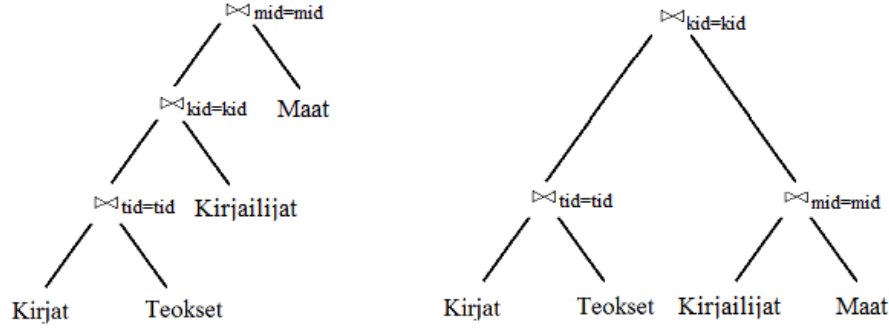 ⋈mid=mid
⋈kid=kid
⋈kid=kid
Maat
⋈tid=tid
Kirjailijat
⋈tid=tid
⋈mid=mid
Kirjat
Teokset
Kirjat
Teokset
Kirjailijat
Maat